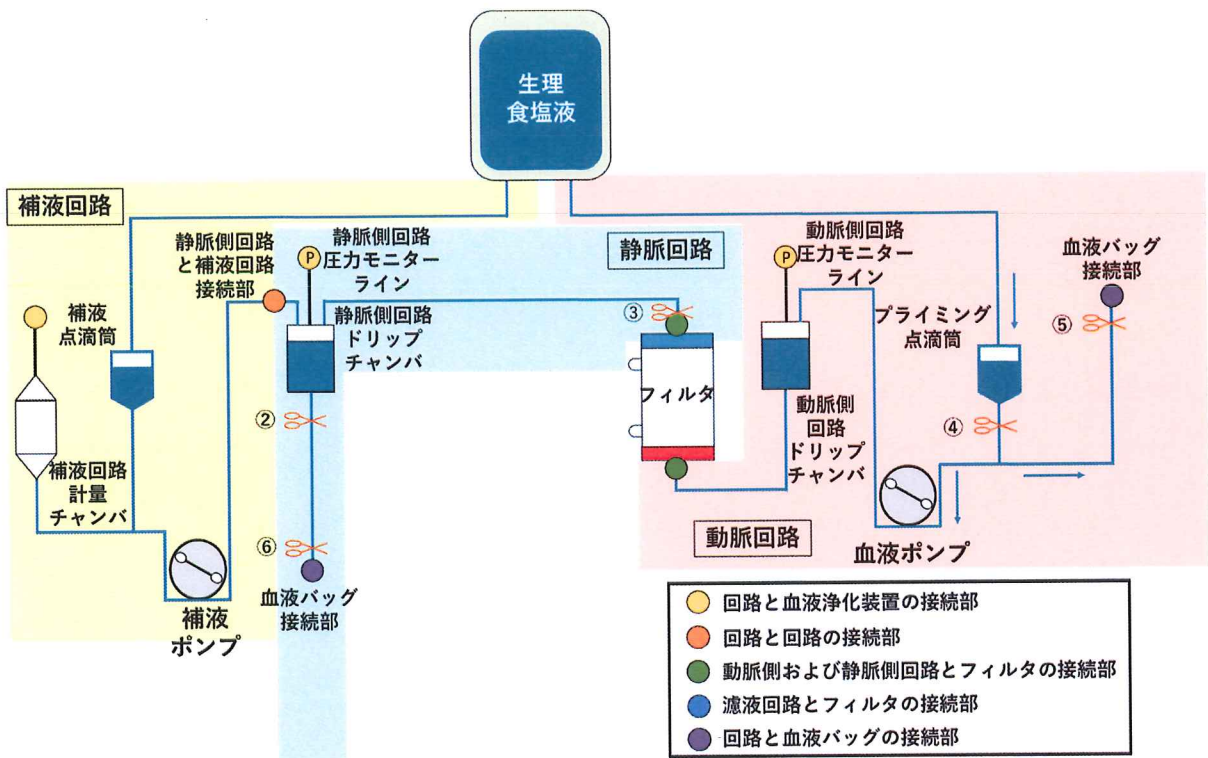 生理
食塩液
補液回路
静脈側回路
と補液回路
接続部
P
静脈側回路
圧力モニター
ライン
静脈回路
動脈側回路
圧力モニター
ライン
P
血液バッグ
接続部
補液
点滴筒
静脈側回路
ドリップ
チャンバ
③
プライミング
点滴筒
⑤
フィルタ
②
動脈側
回路
ドリップ
チャンバ
④
補液回路
計量
チャンバ
⑥
動脈回路
血液ポンプ
血液バッグ
接続部
補液
ポンプ
回路と血液浄化装置の接続部
回路と回路の接続部
動脈側および静脈側回路とフィルタの接続部
濾液回路とフィルタの接続部
回路と血液バッグの接続部